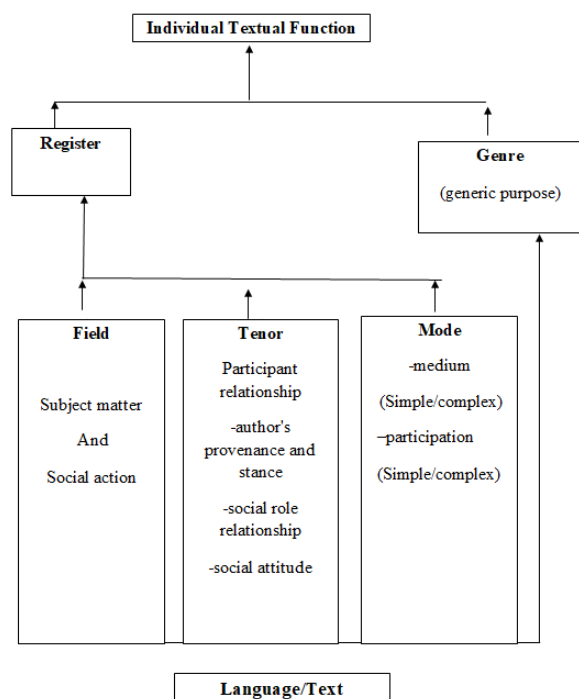 Individual Textual Function
Register
Genre
(generic purpose)
Field
Subject matter
And
Social action
Tenor
Participant
relationship
-author's
provenance and
stance
-social role
relationship
-social attitude
Mode
-medium
(Simple/complex)
–participation
(Simple/complex)
Language/Text